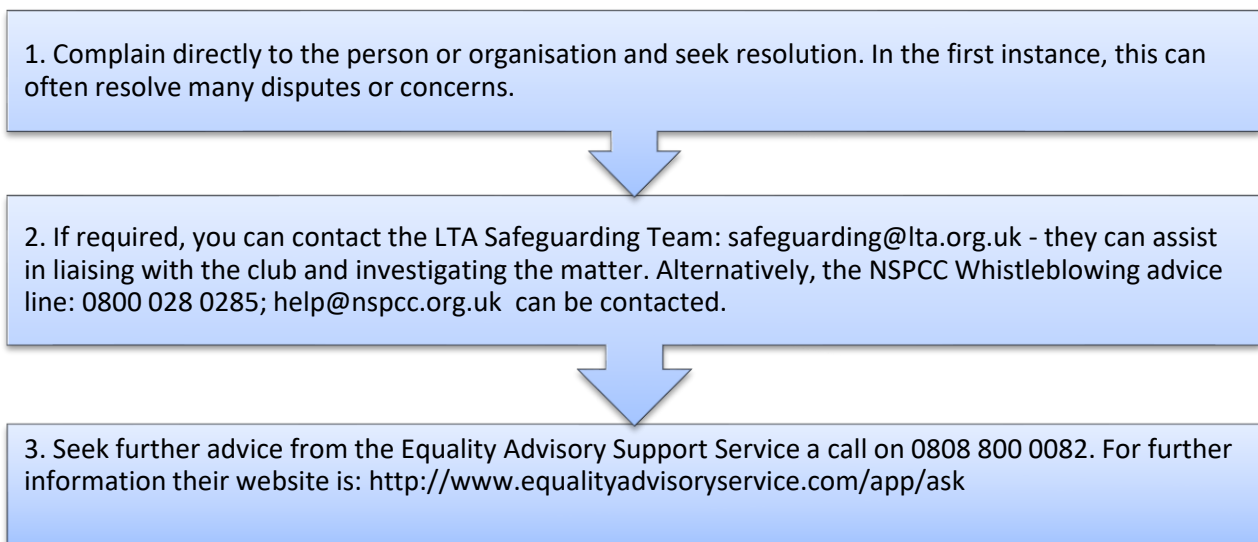 1. Complain directly to the person or organisation and seek resolution. In the first instance, this can
often resolve many disputes or concerns.
2. If required, you can contact the LTA Safeguarding Team: safeguarding@lta.org.uk - they can assist
in liaising with the club and investigating the matter. Alternatively, the NSPCC Whistleblowing advice
line: 0800 028 0285; help@nspcc.org.uk  can be contacted.
3. Seek further advice from the Equality Advisory Support Service a call on 0808 800 0082. For further
information their website is: http://www.equalityadvisoryservice.com/app/ask